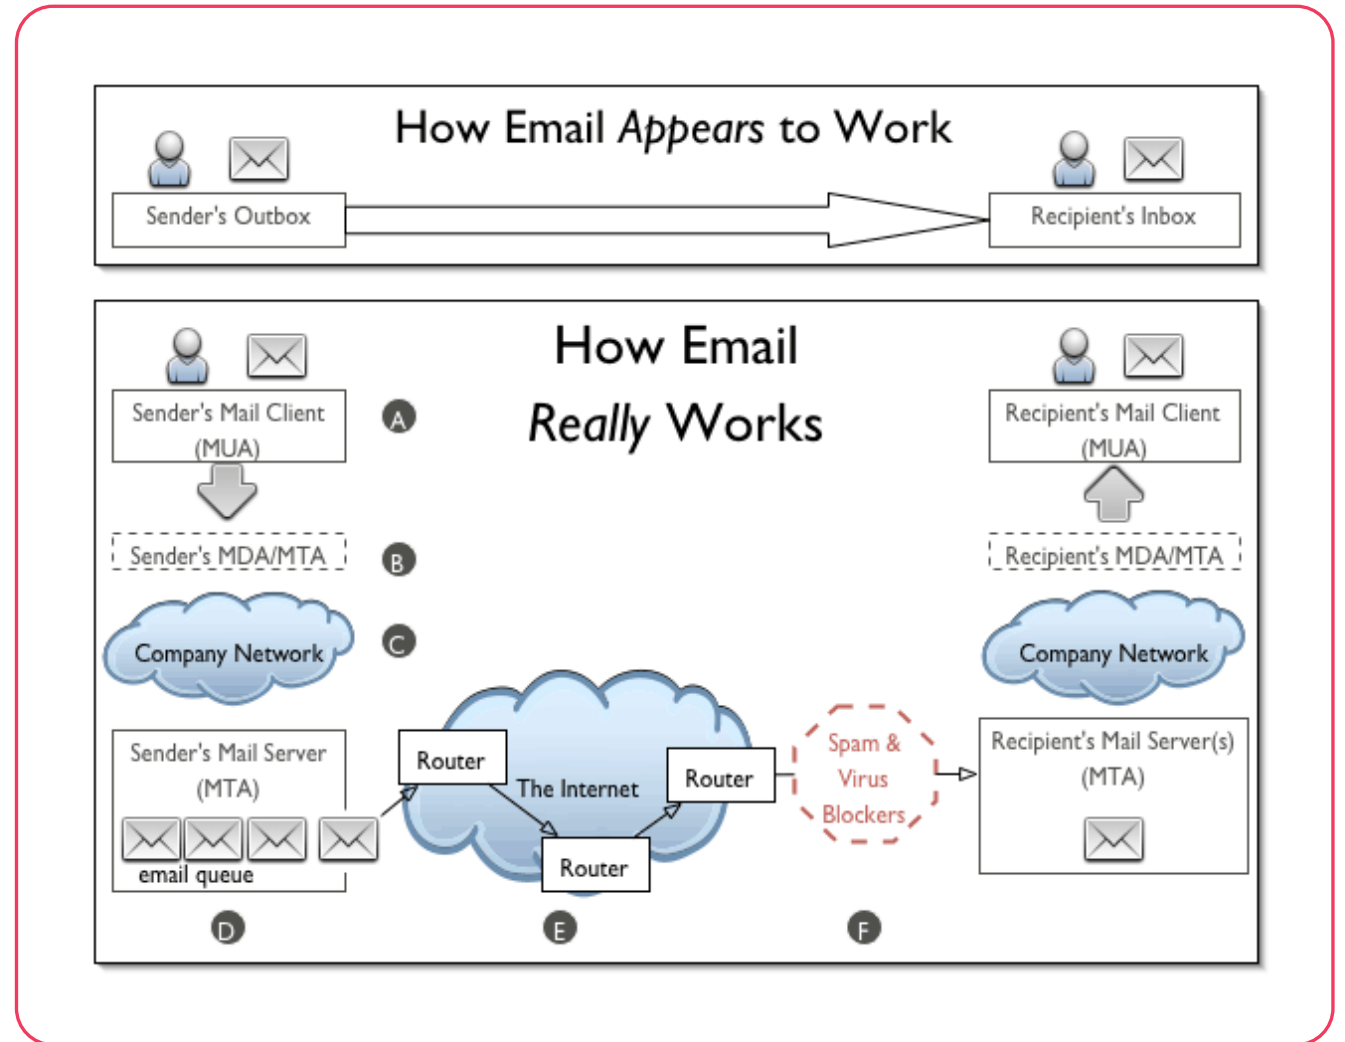 How Email Appears to Work
Sender's Outbox
Recipient's Inbox
How Email
Really Works
Sender's Mail Client
(MUA)
A
Recipient's Mail Client
(MUA)
Sender's MDA/MTA
B
Recipient's MDA/MTA
Company Network
C
Company Network
Sender's Mail Server
(MTA)
email queue
Router
The Internet
Router
Router
Spam &
Virus
Blockers
Recipient's Mail Server(s)
(MTA)
D
E
F